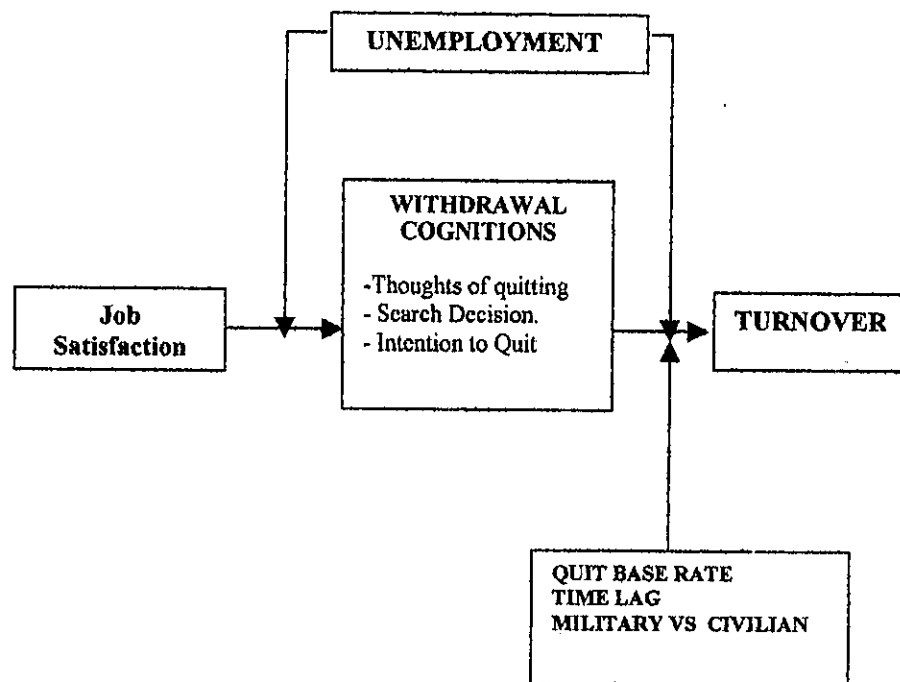 UNEMPLOYMENT
WITHDRAWAL
COGNITIONS
-Thoughts of quitting
- Search Decision.
- Intention to Quit
Job
Satisfaction
TURNOVER
QUIT BASE RATE
TIME LAG
MILITARY VS CIVILIAN